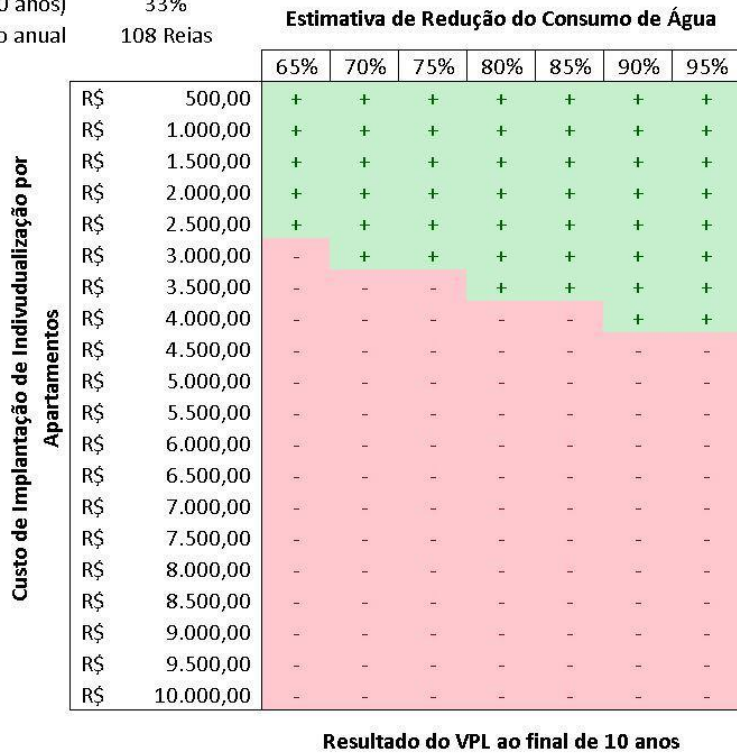 0 anos) 33%
o anual 108 Reias
Estimativa de Redução do Consumo de Água
65% 70% 75% 80% 85% 90% 95%
Custo de Implantação de Indivudualização por
Apartamentos
R$ 500,00 + + + + + + +
R$ 1.000,00 + + + + + + +
R$ 1.500,00 + + + + + + +
R$ 2.000,00 + + + + + + +
R$ 2.500,00 + + + + + + +
R$ 3.000,00 - + + + + + +
R$ 3.500,00 - - - + + + +
R$ 4.000,00 - - - - - + +
R$ 4.500,00 - - - - - - -
R$ 5.000,00 - - - - - - -
R$ 5.500,00 - - - - - - -
R$ 6.000,00 - - - - - - -
R$ 6.500,00 - - - - - - -
R$ 7.000,00 - - - - - - -
R$ 7.500,00 - - - - - - -
R$ 8.000,00 - - - - - - -
R$ 8.500,00 - - - - - - -
R$ 9.000,00 - - - - - - -
R$ 9.500,00 - - - - - - -
R$ 10.000,00 - - - - - - -
Resultado do VPL ao final de 10 anos